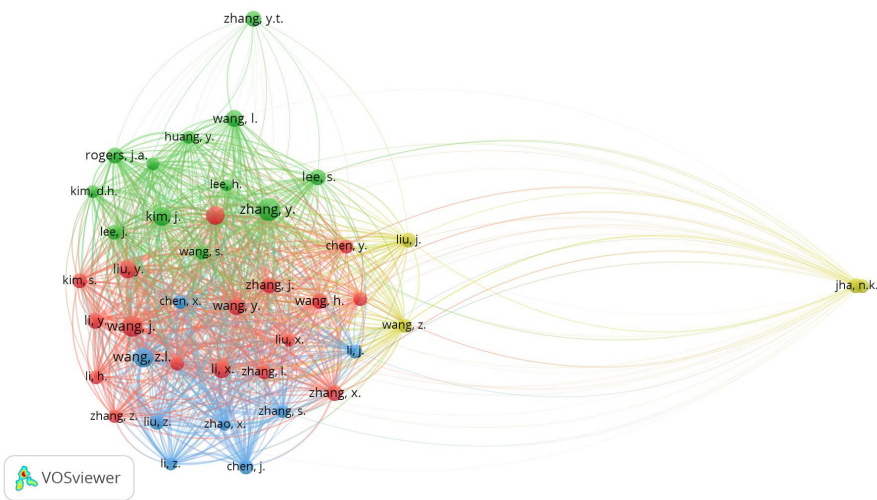 zhang, y.t.
wang, l.
huang, y.
rogers, j.a.
lee, s.
lee, h.
kim, d.h.
zhang, y.
kim, j.
lee, j.
liu, j.
chen, y.
wang, s.
liu, y.
kim, s.
zhang, j.
jha, n.k.
chen, x.
wang, h.
wang, y.
li, y.
wang, j.
wang, z.
liu, x.
li, j.
wang, z.l.
li, x.
zhang, l.
li, h.
zhang, x.
zhang, s.
zhang, z.
liu, z.
zhao, x.
li, z.
chen, j.
VOSviewer